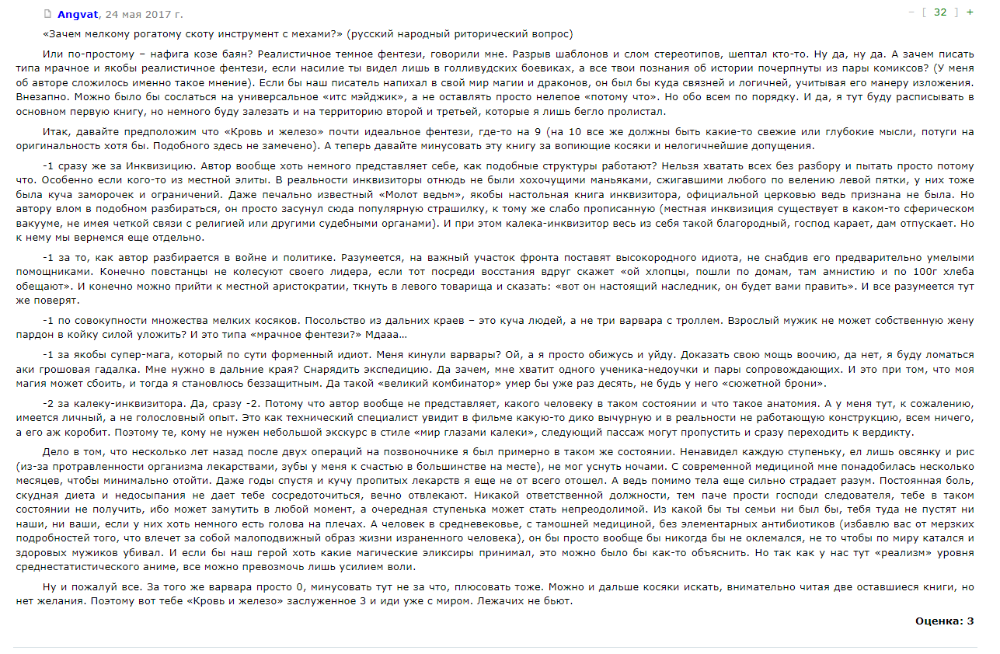 Angvat, 24 мая 2017 г.
− [ 32 ] +
«Зачем мелкому рогатому скоту инструмент с мехами?» (русский народный риторический вопрос)
Или по-простому – нафига козе баян? Реалистичное темное фентези, говорили мне. Разрыв шаблонов и слом стереотипов, шептал кто-то. Ну да, ну да. А зачем писать
типа мрачное и якобы реалистичное фентези, если насилие ты видел лишь в голливудских боевиках, а все твои познания об истории почерпнуты из пары комиксов? (У меня
об авторе сложилось именно такое мнение). Если бы наш писатель напихал в свой мир магии и драконов, он был бы куда связней и логичней, учитывая его манеру изложения.
Внезапно. Можно было бы сослаться на универсальное «итс мэйджик», а не оставлять просто нелепое «потому что». Но обо всем по порядку. И да, я тут буду расписывать в
основном первую книгу, но немного буду залезать и на территорию второй и третьей, которые я лишь бегло пролистал.
Итак, давайте предположим что «Кровь и железо» почти идеальное фентези, где-то на 9 (на 10 все же должны быть какие-то свежие или глубокие мысли, потуги на
оригинальность хотя бы. Подобного здесь не замечено). А теперь давайте минусовать эту книгу за вопиющие косяки и нелогичнейшие допущения.
-1 сразу же за Инквизицию. Автор вообще хоть немного представляет себе, как подобные структуры работают? Нельзя хватать всех без разбору и пытать просто потому
что. Особенно если кого-то из местной элиты. В реальности инквизиторы отнюдь не были хохочущими маньяками, сжигавшими любого по велению левой пятки, у них тоже
была куча заморочек и ограничений. Даже печально известный «Молот ведьм», якобы настольная книга инквизитора, официальной церковью ведь признана не была. Но
автору влом в подобном разбираться, он просто засунул сюда популярную страшилку, к тому же слабо прописанную (местная инквизиция существует в каком-то сферическом
вакууме, не имея четкой связи с религией или другими судебными органами). И при этом калека-инквизитор весь из себя такой благородный, господ карает, дам отпускает. Но
к нему мы вернемся еще отдельно.
-1 за то, как автор разбирается в войне и политике. Разумеется, на важный участок фронта поставят высокородного идиота, не снабдив его предварительно умелыми
помощниками. Конечно повстанцы не колесуют своего лидера, если тот посреди восстания вдруг скажет «ой хлопцы, пошли по домам, там амнистию и по 100г хлеба
обещают». И конечно можно прийти к местной аристократии, ткнуть в левого товарища и сказать: «вот он настоящий наследник, он будет вами править». И все разумеется тут
же поверят.
-1 по совокупности множества мелких косяков. Посольство из дальних краев – это куча людей, а не три варвара с троллем. Взрослый мужик не может собственную жену
пардон в койку силой уложить? И это типа «мрачное фентези?» Мдааа...
-1 за якобы супер-мага, который по сути форменный идиот. Меня кинули варвары? Ой, а я просто обижусь и уйду. Доказать свою мощь воочию, да нет, я буду ломаться
аки грошовая гадалка. Мне нужно в дальние края? Снарядить экспедицию. Да зачем, мне хватит одного ученика-недоучки и пары сопровождающих. И это при том, что моя
магия может сбоить, и тогда я становлюсь беззащитным. Да такой «великий комбинатор» умер бы уже раз десять, не будь у него «сюжетной брони».
-2 за калеку-инквизитора. Да, сразу -2. Потому что автор вообще не представляет, какого человеку в таком состоянии и что такое анатомия. А у меня тут, к сожалению,
имеется личный, а не голословный опыт. Это как технический специалист увидит в фильме какую-то дико вычурную и в реальности не работающую конструкцию, всем ничего,
а его аж коробит. Поэтому те, кому не нужен небольшой экскурс в стиле «мир глазами калеки», следующий пассаж могут пропустить и сразу переходить к вердикту.
Дело в том, что несколько лет назад после двух операций на позвоночнике я был примерно в таком же состоянии. Ненавидел каждую ступеньку, ел лишь овсянку и рис
(из-за протравленности организма лекарствами, зубы у меня к счастью в большинстве на месте), не мог уснуть ночами. С современной медициной мне понадобилась несколько
месяцев, чтобы минимально отойти. Даже годы спустя и кучу пропитых лекарств я еще не от всего отошел. А ведь помимо тела еще сильно страдает разум. Постоянная боль,
скудная диета и недосыпания не дает тебе сосредоточиться, вечно отвлекают. Никакой ответственной должности, тем паче прости господи следователя, тебе в таком
состоянии не получить, ибо может замутить в любой момент, а очередная ступенька может стать непреодолимой. Из какой бы ты семьи ни был бы, тебя туда не пустят ни
наши, ни ваши, если у них хоть немного есть голова на плечах. А человек в средневековье, с тамошней медициной, без элементарных антибиотиков (избавлю вас от мерзких
подробностей того, что влечет за собой малоподвижный образ жизни израненного человека), он бы просто вообще бы никогда бы не оклемался, не то чтобы по миру катался и
здоровых мужиков убивал. И если бы наш герой хоть какие магические эликсиры принимал, это можно было бы как-то объяснить. Но так как у нас тут «реализм» уровня
среднестатистического аниме, все можно превозмочь лишь усилием воли.
Ну и пожалуй все. За того же варвара просто 0, минусовать тут не за что, плюсовать тоже. Можно и дальше косяки искать, внимательно читая две оставшиеся книги, но
нет желания. Поэтому вот тебе «Кровь и железо» заслуженное 3 и иди уже с миром. Лежачих не бьют.
Оценка: 3